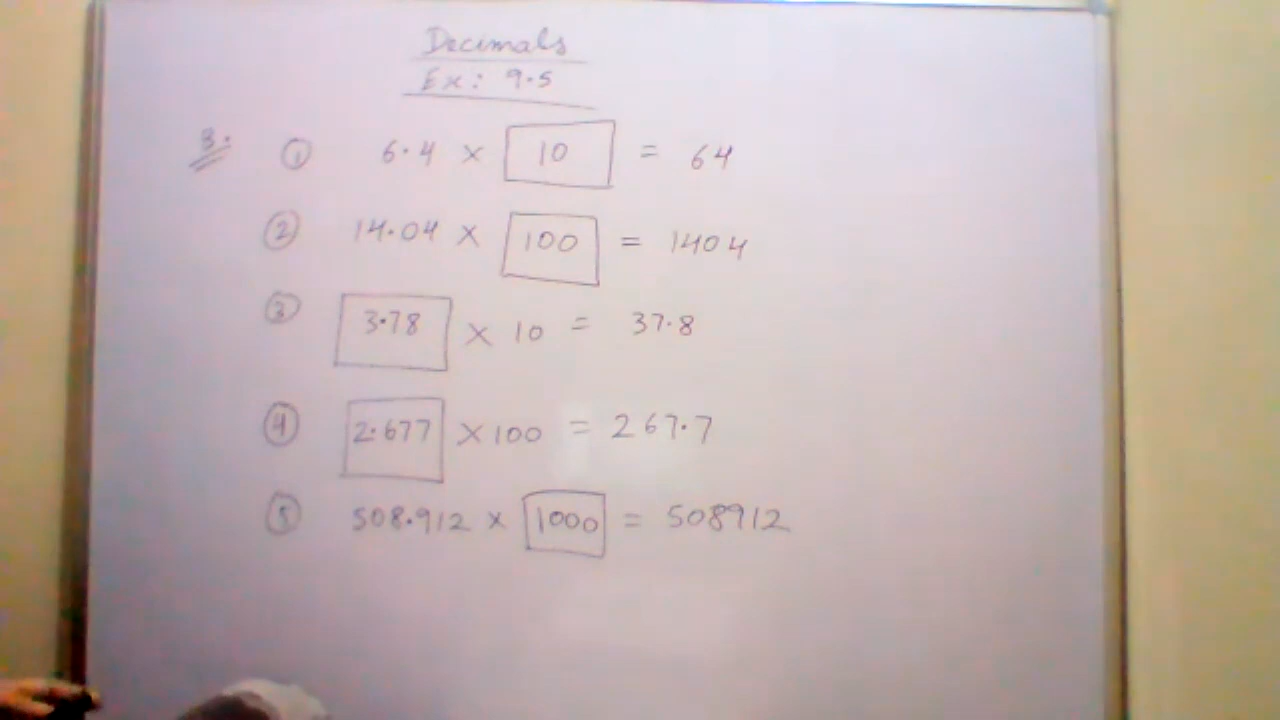 Decimals
Ex: 9.5
3. ① 6.4 × 10 = 64
② 14.04 × 100 = 1404
③ 3.78 × 10 = 37.8
④ 2.677 × 100 = 267.7
⑤ 508.912 × 1000 = 508912